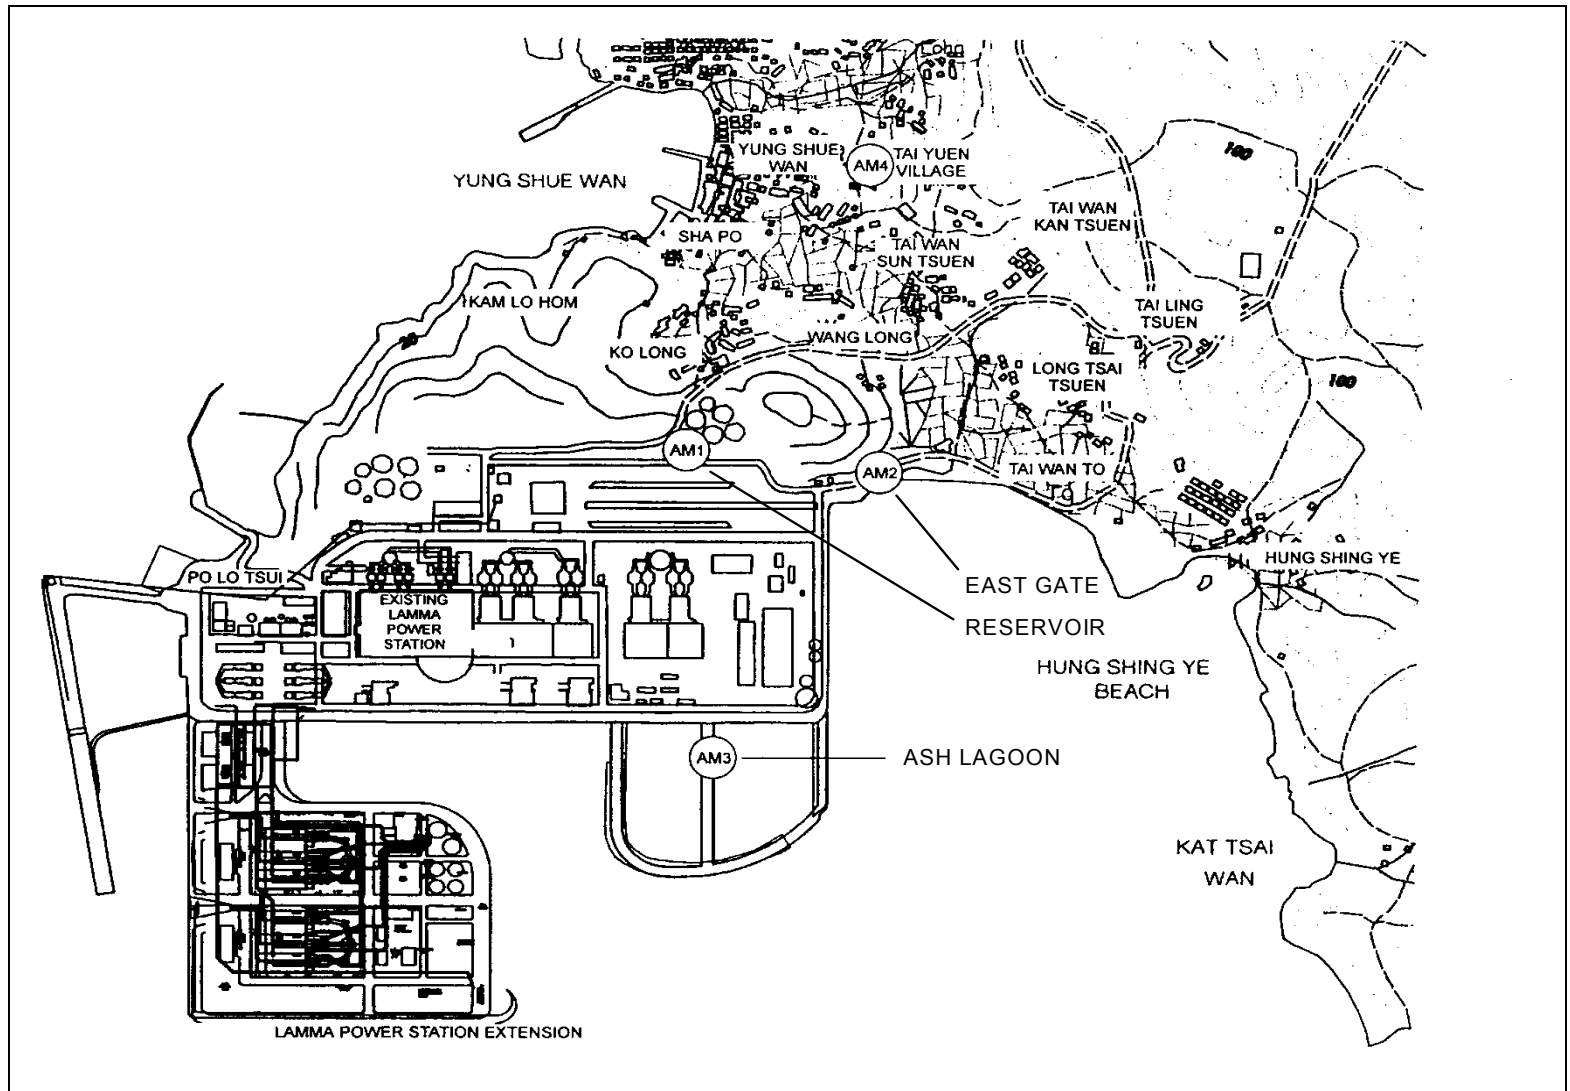 YUNG SHUE
WAN
AM4
TAI YUEN
VILLAGE
100
YUNG SHUE WAN
TAI WAN
KAN TSUEN
SHA PO
TAI WAN
SUN TSUEN
KAM LO HOM
TAI LING
TSUEN
20
WANG LONG
KO LONG
LONG TSAI
TSUEN
100
AM1
AM2
TAI WAN TO
HUNG SHING YE
PO LO TSUI
EAST GATE
EXISTING
LAMMA
POWER
STATION
RESERVOIR
HUNG SHING YE
BEACH
AM3
ASH LAGOON
KAT TSAI
WAN
LAMMA POWER STATION EXTENSION